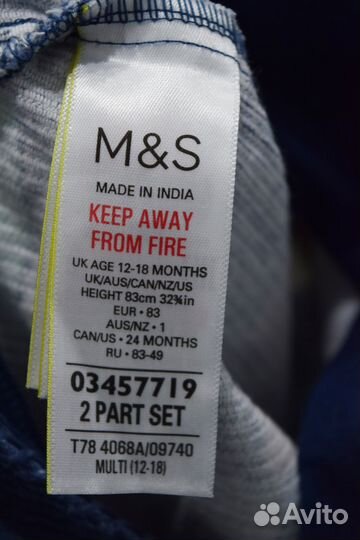 M&S
MADE IN INDIA
KEEP AWAY
FROM FIRE
UK AGE 12-18 MONTHS
UK/AUS/CAN/NZ/US
HEIGHT 83cm 32¾in
EUR • 83
AUS/NZ • 1
CAN/US • 24 MONTHS
RU • 83-49
03457719
2 PART SET
T78 4068A/09740
MULTI (12-18)
Avito